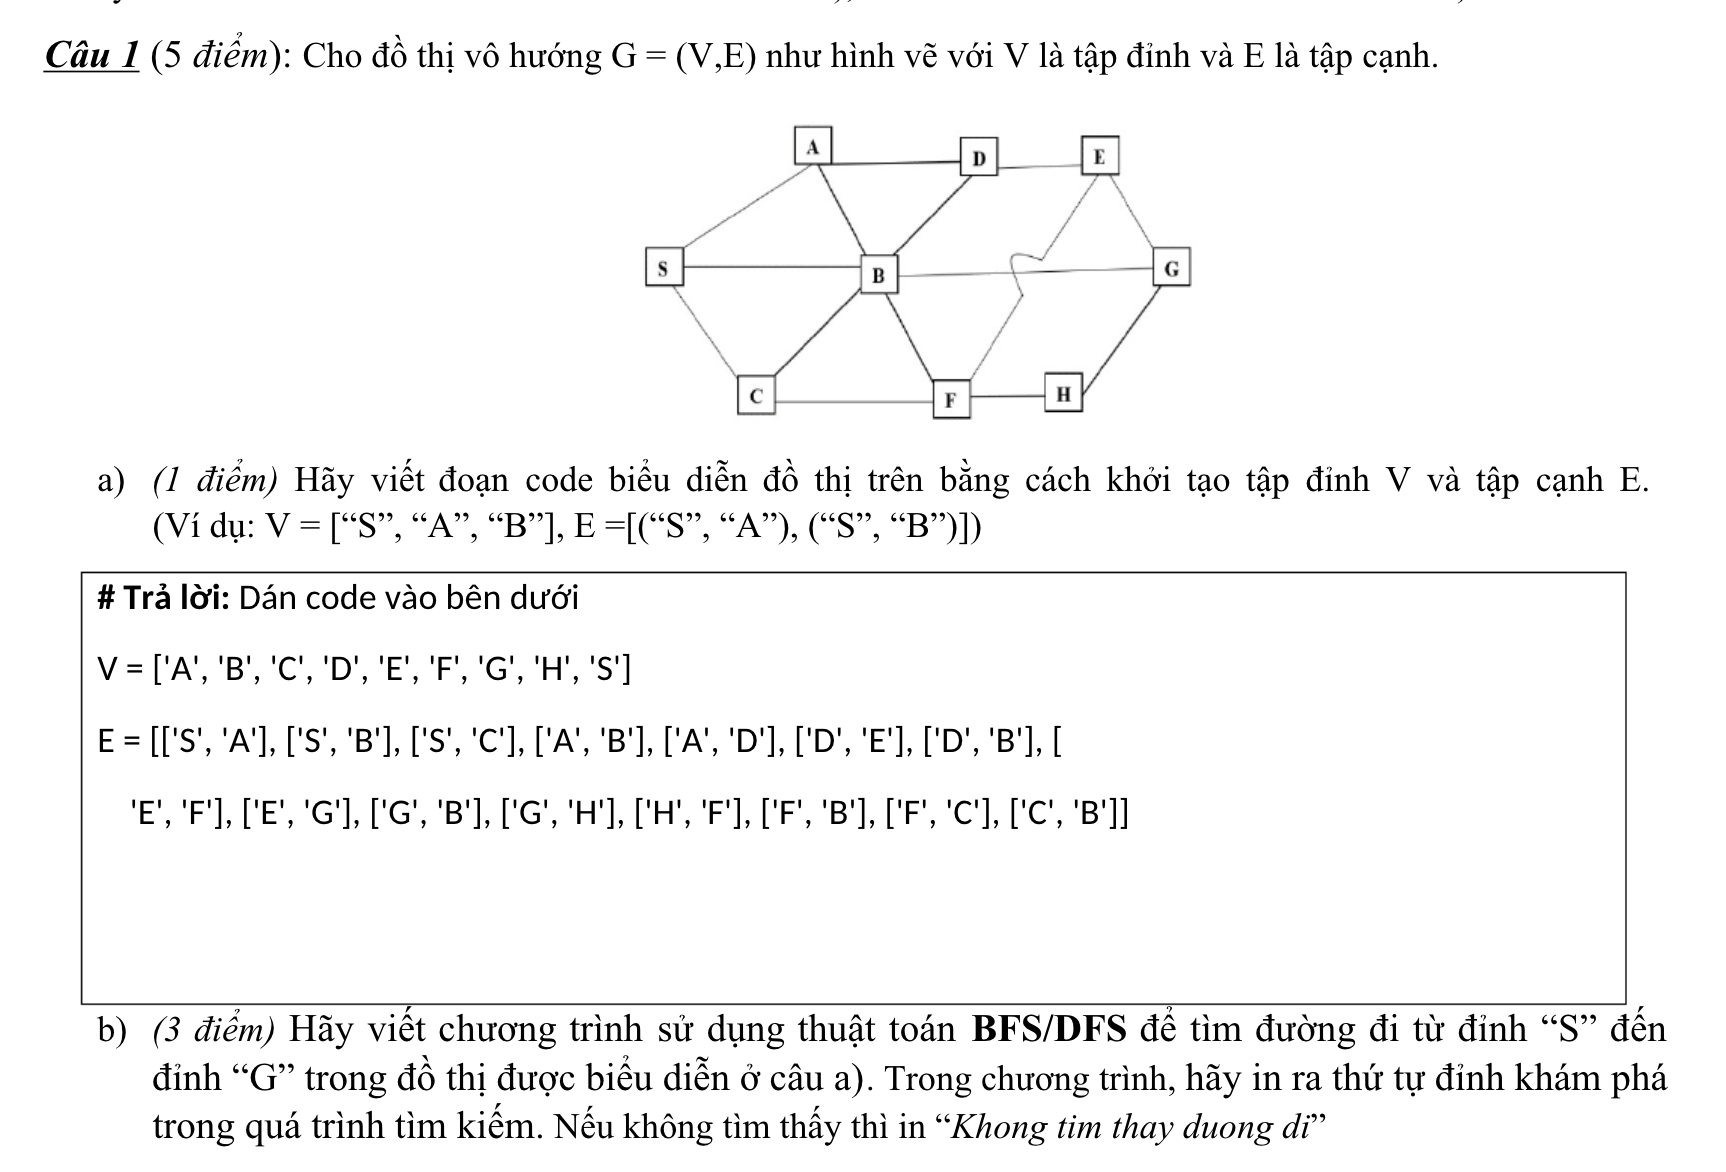 Câu 1 (5 điểm): Cho đồ thị vô hướng G = (V,E) như hình vẽ với V là tập đỉnh và E là tập cạnh.
A
D
E
S
B
G
C
F
H
a) (1 điểm) Hãy viết đoạn code biểu diễn đồ thị trên bằng cách khởi tạo tập đỉnh V và tập cạnh E.
(Ví dụ: V = [“S”, “A”, “B”], E =[(“S”, “A”), (“S”, “B”)])
# Trả lời: Dán code vào bên dưới
V = ['A', 'B', 'C', 'D', 'E', 'F', 'G', 'H', 'S']
E = [['S', 'A'], ['S', 'B'], ['S', 'C'], ['A', 'B'], ['A', 'D'], ['D', 'E'], ['D', 'B'], [
'E', 'F'], ['E', 'G'], ['G', 'B'], ['G', 'H'], ['H', 'F'], ['F', 'B'], ['F', 'C'], ['C', 'B']]
b) (3 điểm) Hãy viết chương trình sử dụng thuật toán BFS/DFS để tìm đường đi từ đỉnh “S” đến
đỉnh “G” trong đồ thị được biểu diễn ở câu a). Trong chương trình, hãy in ra thứ tự đỉnh khám phá
trong quá trình tìm kiếm. Nếu không tìm thấy thì in “Khong tim thay duong di”